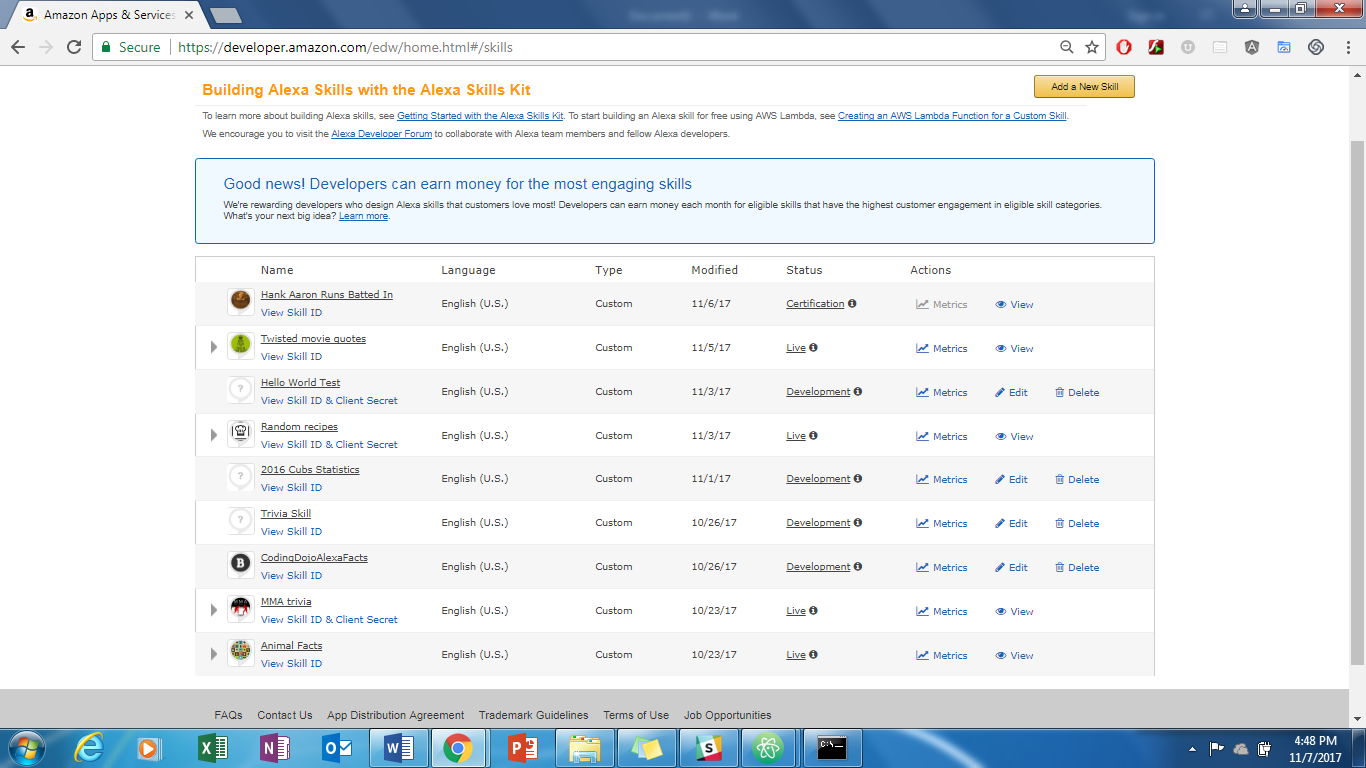 Amazon Apps & Services
Secure https://developer.amazon.com/edw/home.html#/skills
Building Alexa Skills with the Alexa Skills Kit
Add a New Skill
To learn more about building Alexa skills, see Getting Started with the Alexa Skills Kit. To start building an Alexa skill for free using AWS Lambda, see Creating an AWS Lambda Function for a Custom Skill.
We encourage you to visit the Alexa Developer Forum to collaborate with Alexa team members and fellow Alexa developers.
Good news! Developers can earn money for the most engaging skills
We're rewarding developers who design Alexa skills that customers love most! Developers can earn money each month for eligible skills that have the highest customer engagement in eligible skill categories.
What's your next big idea? Learn more.
Name Language Type Modified Status Actions
Hank Aaron Runs Batted In
View Skill ID
English (U.S.) Custom 11/6/17 Certification Metrics View
Twisted movie quotes
View Skill ID
English (U.S.) Custom 11/5/17 Live Metrics View
Hello World Test
View Skill ID & Client Secret
English (U.S.) Custom 11/3/17 Development Metrics Edit Delete
Random recipes
View Skill ID & Client Secret
English (U.S.) Custom 11/3/17 Live Metrics View
2016 Cubs Statistics
View Skill ID
English (U.S.) Custom 11/1/17 Development Metrics Edit Delete
Trivia Skill
View Skill ID
English (U.S.) Custom 10/26/17 Development Metrics Edit Delete
CodingDojoAlexaFacts
View Skill ID
English (U.S.) Custom 10/26/17 Development Metrics Edit Delete
MMA trivia
View Skill ID & Client Secret
English (U.S.) Custom 10/23/17 Live Metrics View
Animal Facts
View Skill ID
English (U.S.) Custom 10/23/17 Live Metrics View
FAQs Contact Us App Distribution Agreement Trademark Guidelines Terms of Use Job Opportunities
4:48 PM
11/7/2017